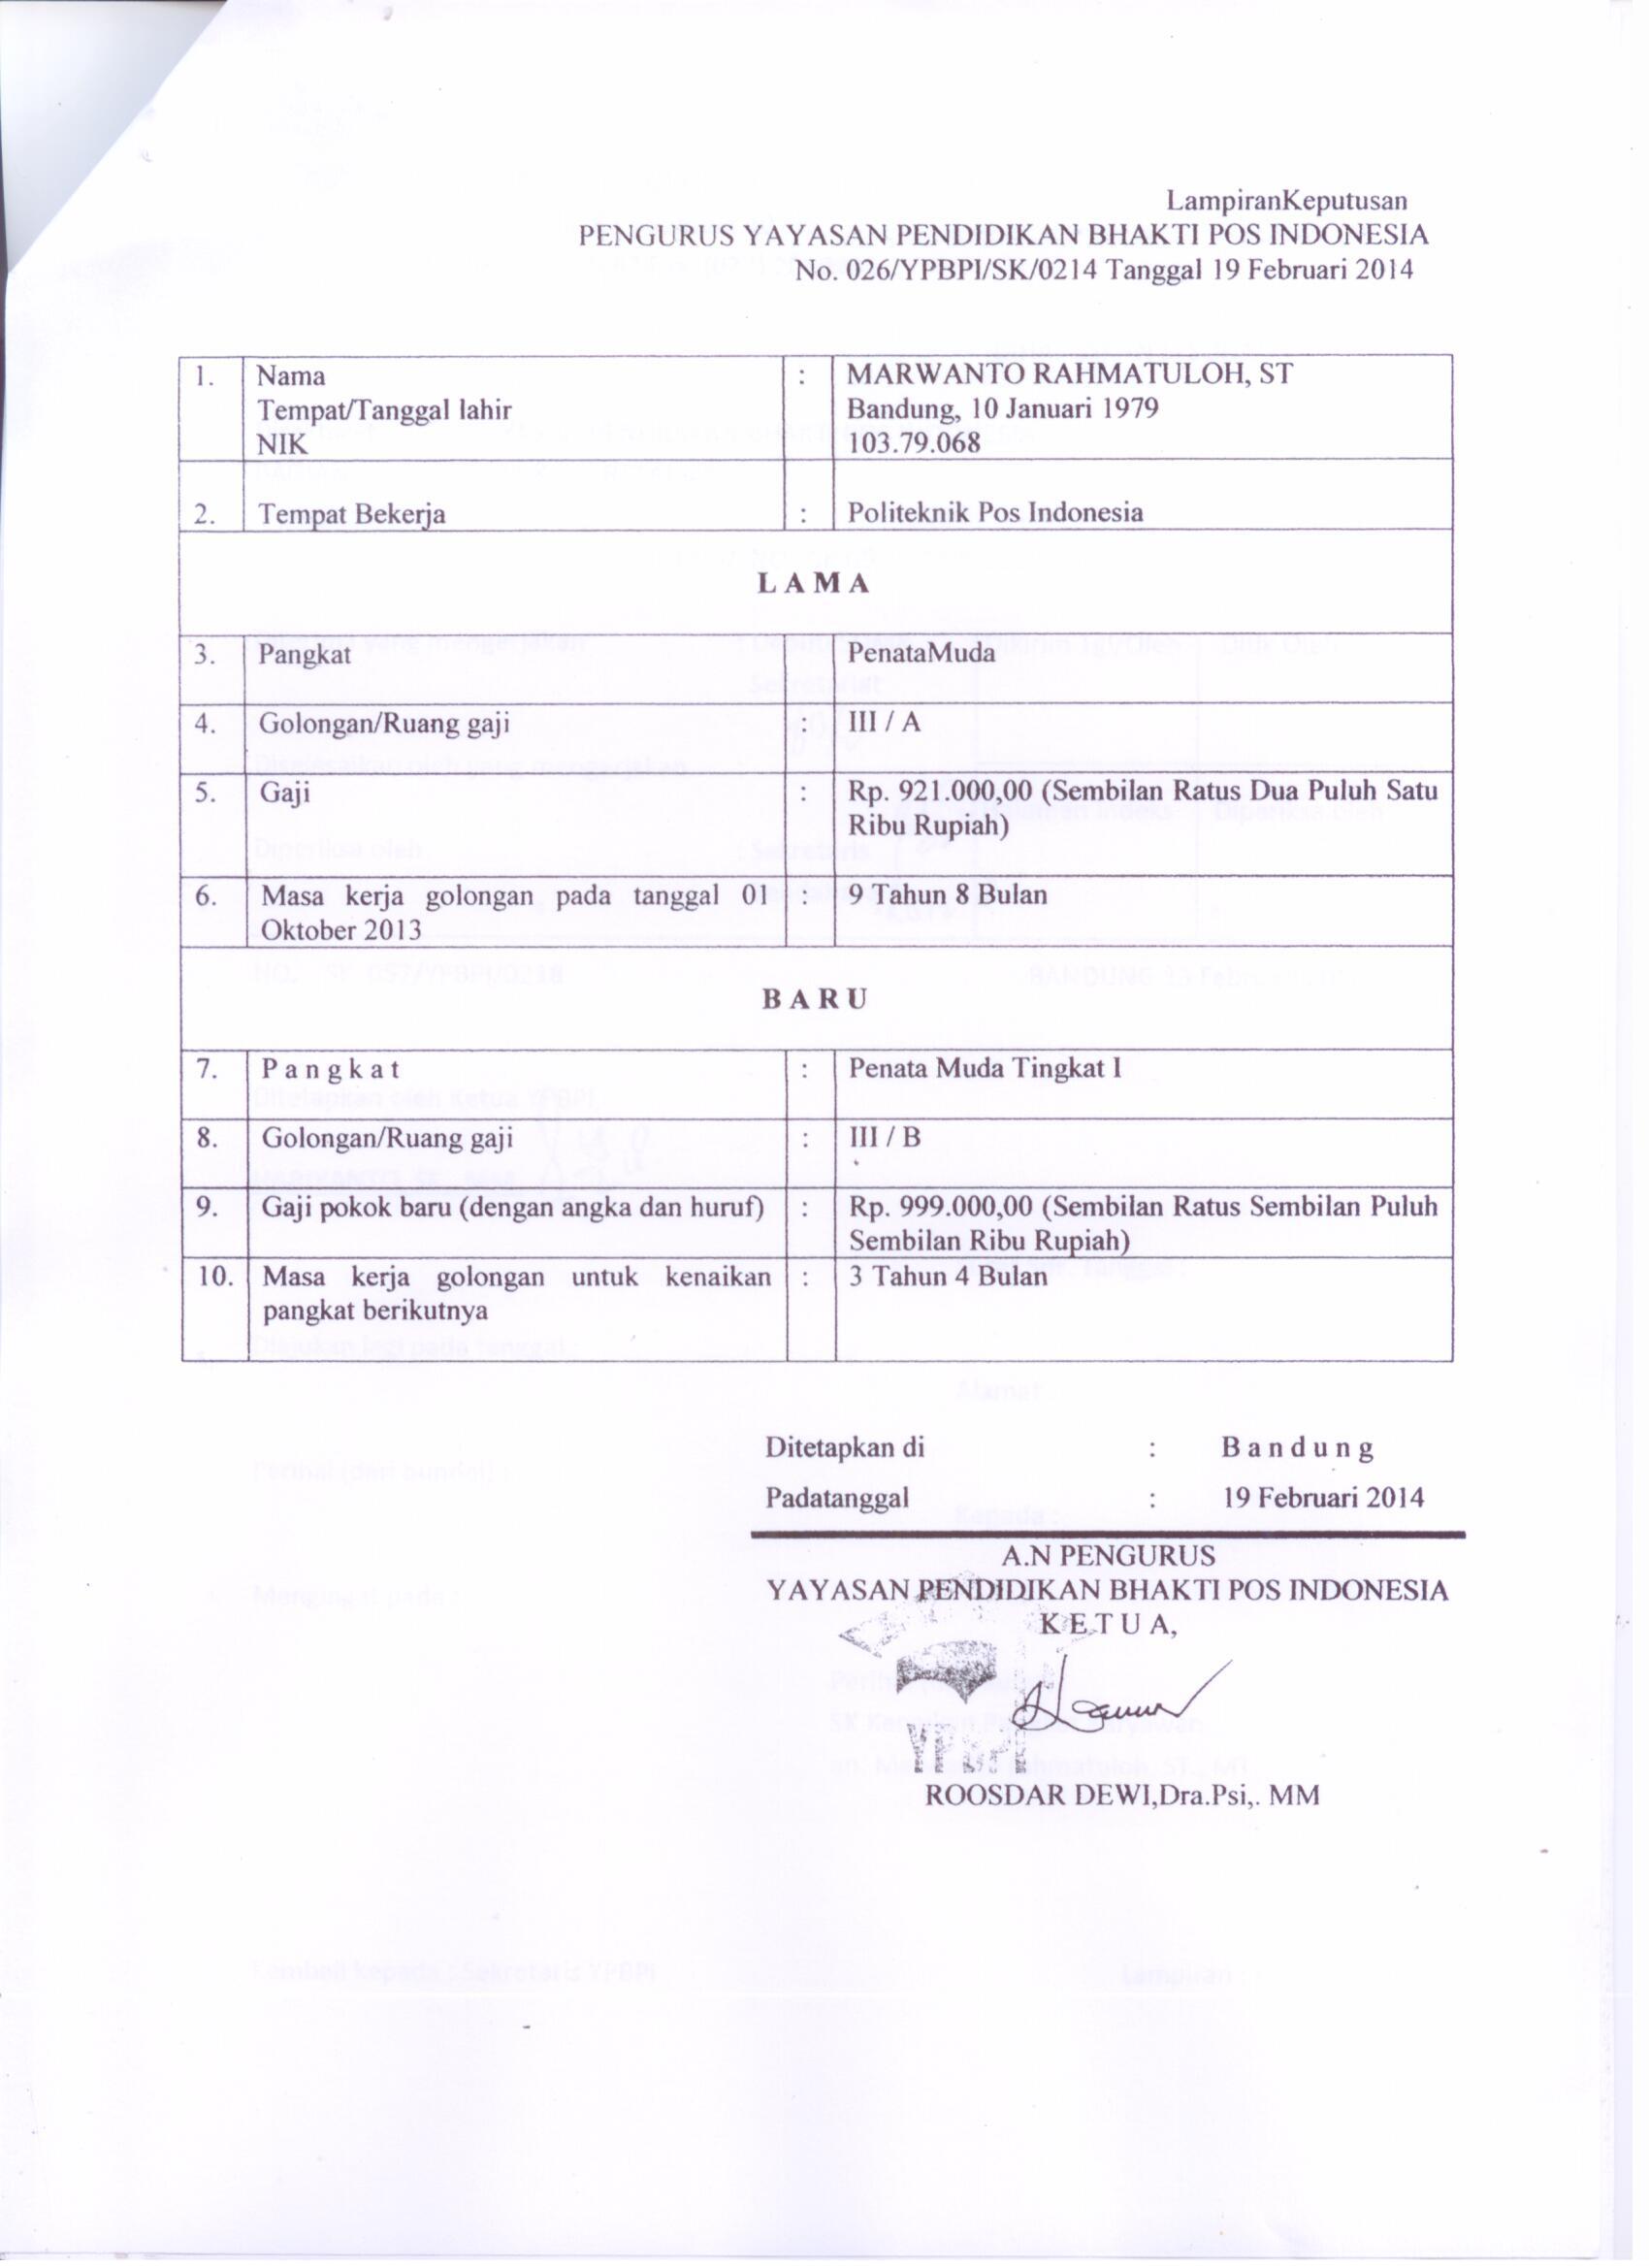 LampiranKeputusan
PENGURUS YAYASAN PENDIDIKAN BHAKTI POS INDONESIA
No. 026/YPBPI/SK/0214 Tanggal 19 Februari 2014
1. Nama : MARWANTO RAHMATULOH, ST
Tempat/Tanggal lahir Bandung, 10 Januari 1979
NIK 103.79.068
2. Tempat Bekerja : Politeknik Pos Indonesia
L A M A
3. Pangkat PenataMuda
4. Golongan/Ruang gaji : III / A
5. Gaji : Rp. 921.000,00 (Sembilan Ratus Dua Puluh Satu
Ribu Rupiah)
6. Masa kerja golongan pada tanggal 01 : 9 Tahun 8 Bulan
Oktober 2013
B A R U
7. P a n g k a t : Penata Muda Tingkat I
8. Golongan/Ruang gaji : III / B
9. Gaji pokok baru (dengan angka dan huruf) : Rp. 999.000,00 (Sembilan Ratus Sembilan Puluh
Sembilan Ribu Rupiah)
10. Masa kerja golongan untuk kenaikan : 3 Tahun 4 Bulan
pangkat berikutnya
Ditetapkan di : B a n d u n g
Padatanggal : 19 Februari 2014
A.N PENGURUS
YAYASAN PENDIDIKAN BHAKTI POS INDONESIA
K E T U A,
YPBPI
ROOSDAR DEWI,Dra.Psi,. MM